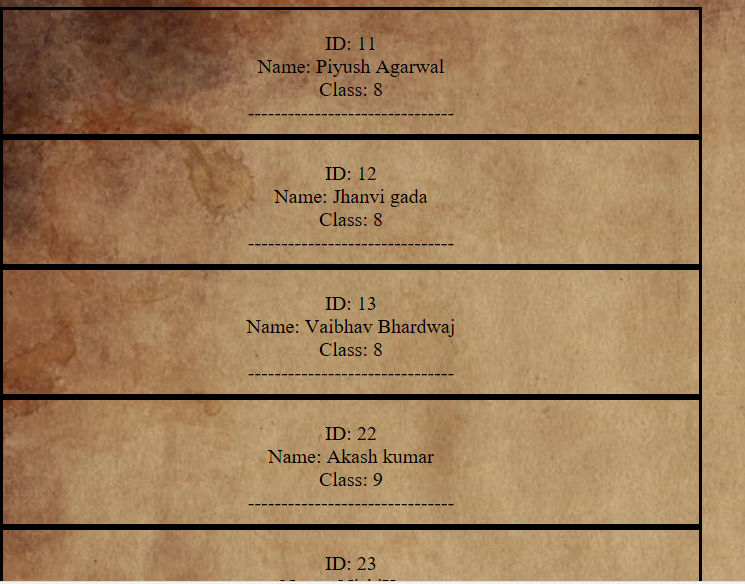 ID: 11
Name: Piyush Agarwal
Class: 8
-------------------------------
ID: 12
Name: Jhanvi gada
Class: 8
-------------------------------
ID: 13
Name: Vaibhav Bhardwaj
Class: 8
-------------------------------
ID: 22
Name: Akash kumar
Class: 9
-------------------------------
ID: 23